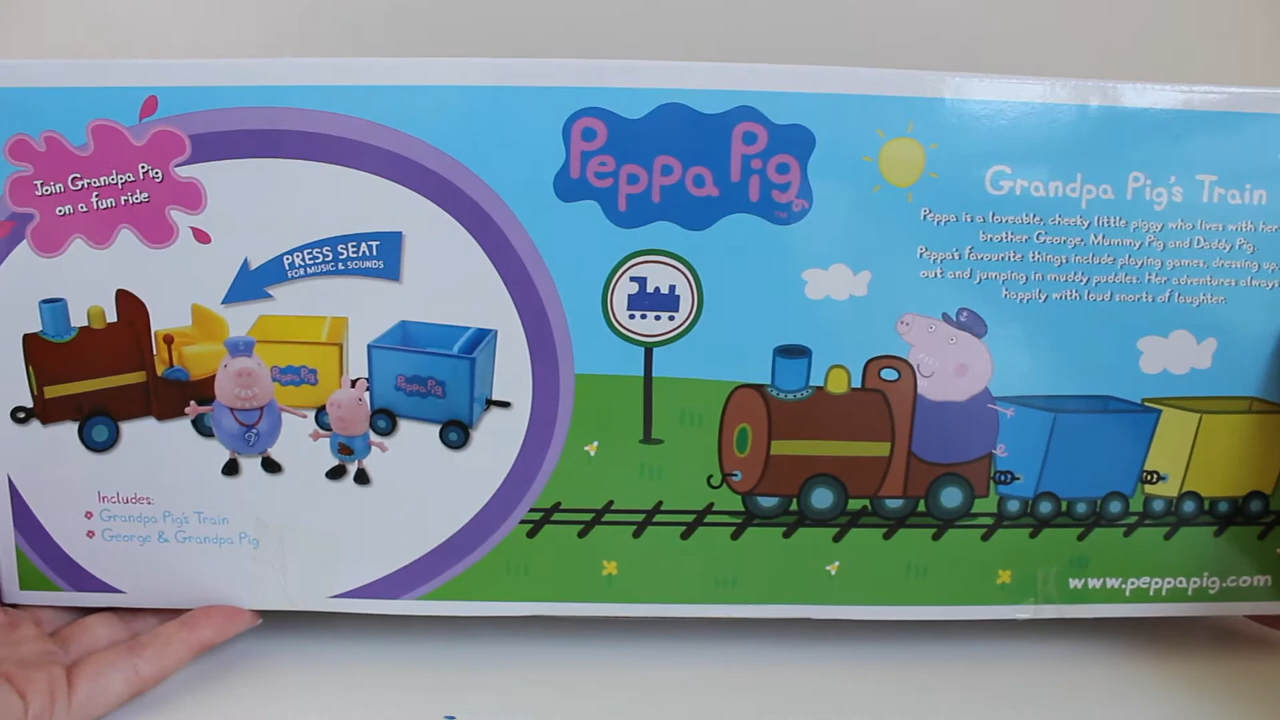 Join Grandpa Pig
on a fun ride
PRESS SEAT
FOR MUSIC & SOUNDS
Peppa Pig
Peppa Pig
Includes:
Grandpa Pig's Train
George & Grandpa Pig
Peppa Pig™
Grandpa Pig's Train
Peppa is a loveable, cheeky little piggy who lives with her
brother George, Mummy Pig and Daddy Pig.
Peppa's favourite things include playing games, dressing up,
out and jumping in muddy puddles. Her adventures always
happily with loud snorts of laughter.
www.peppapig.com